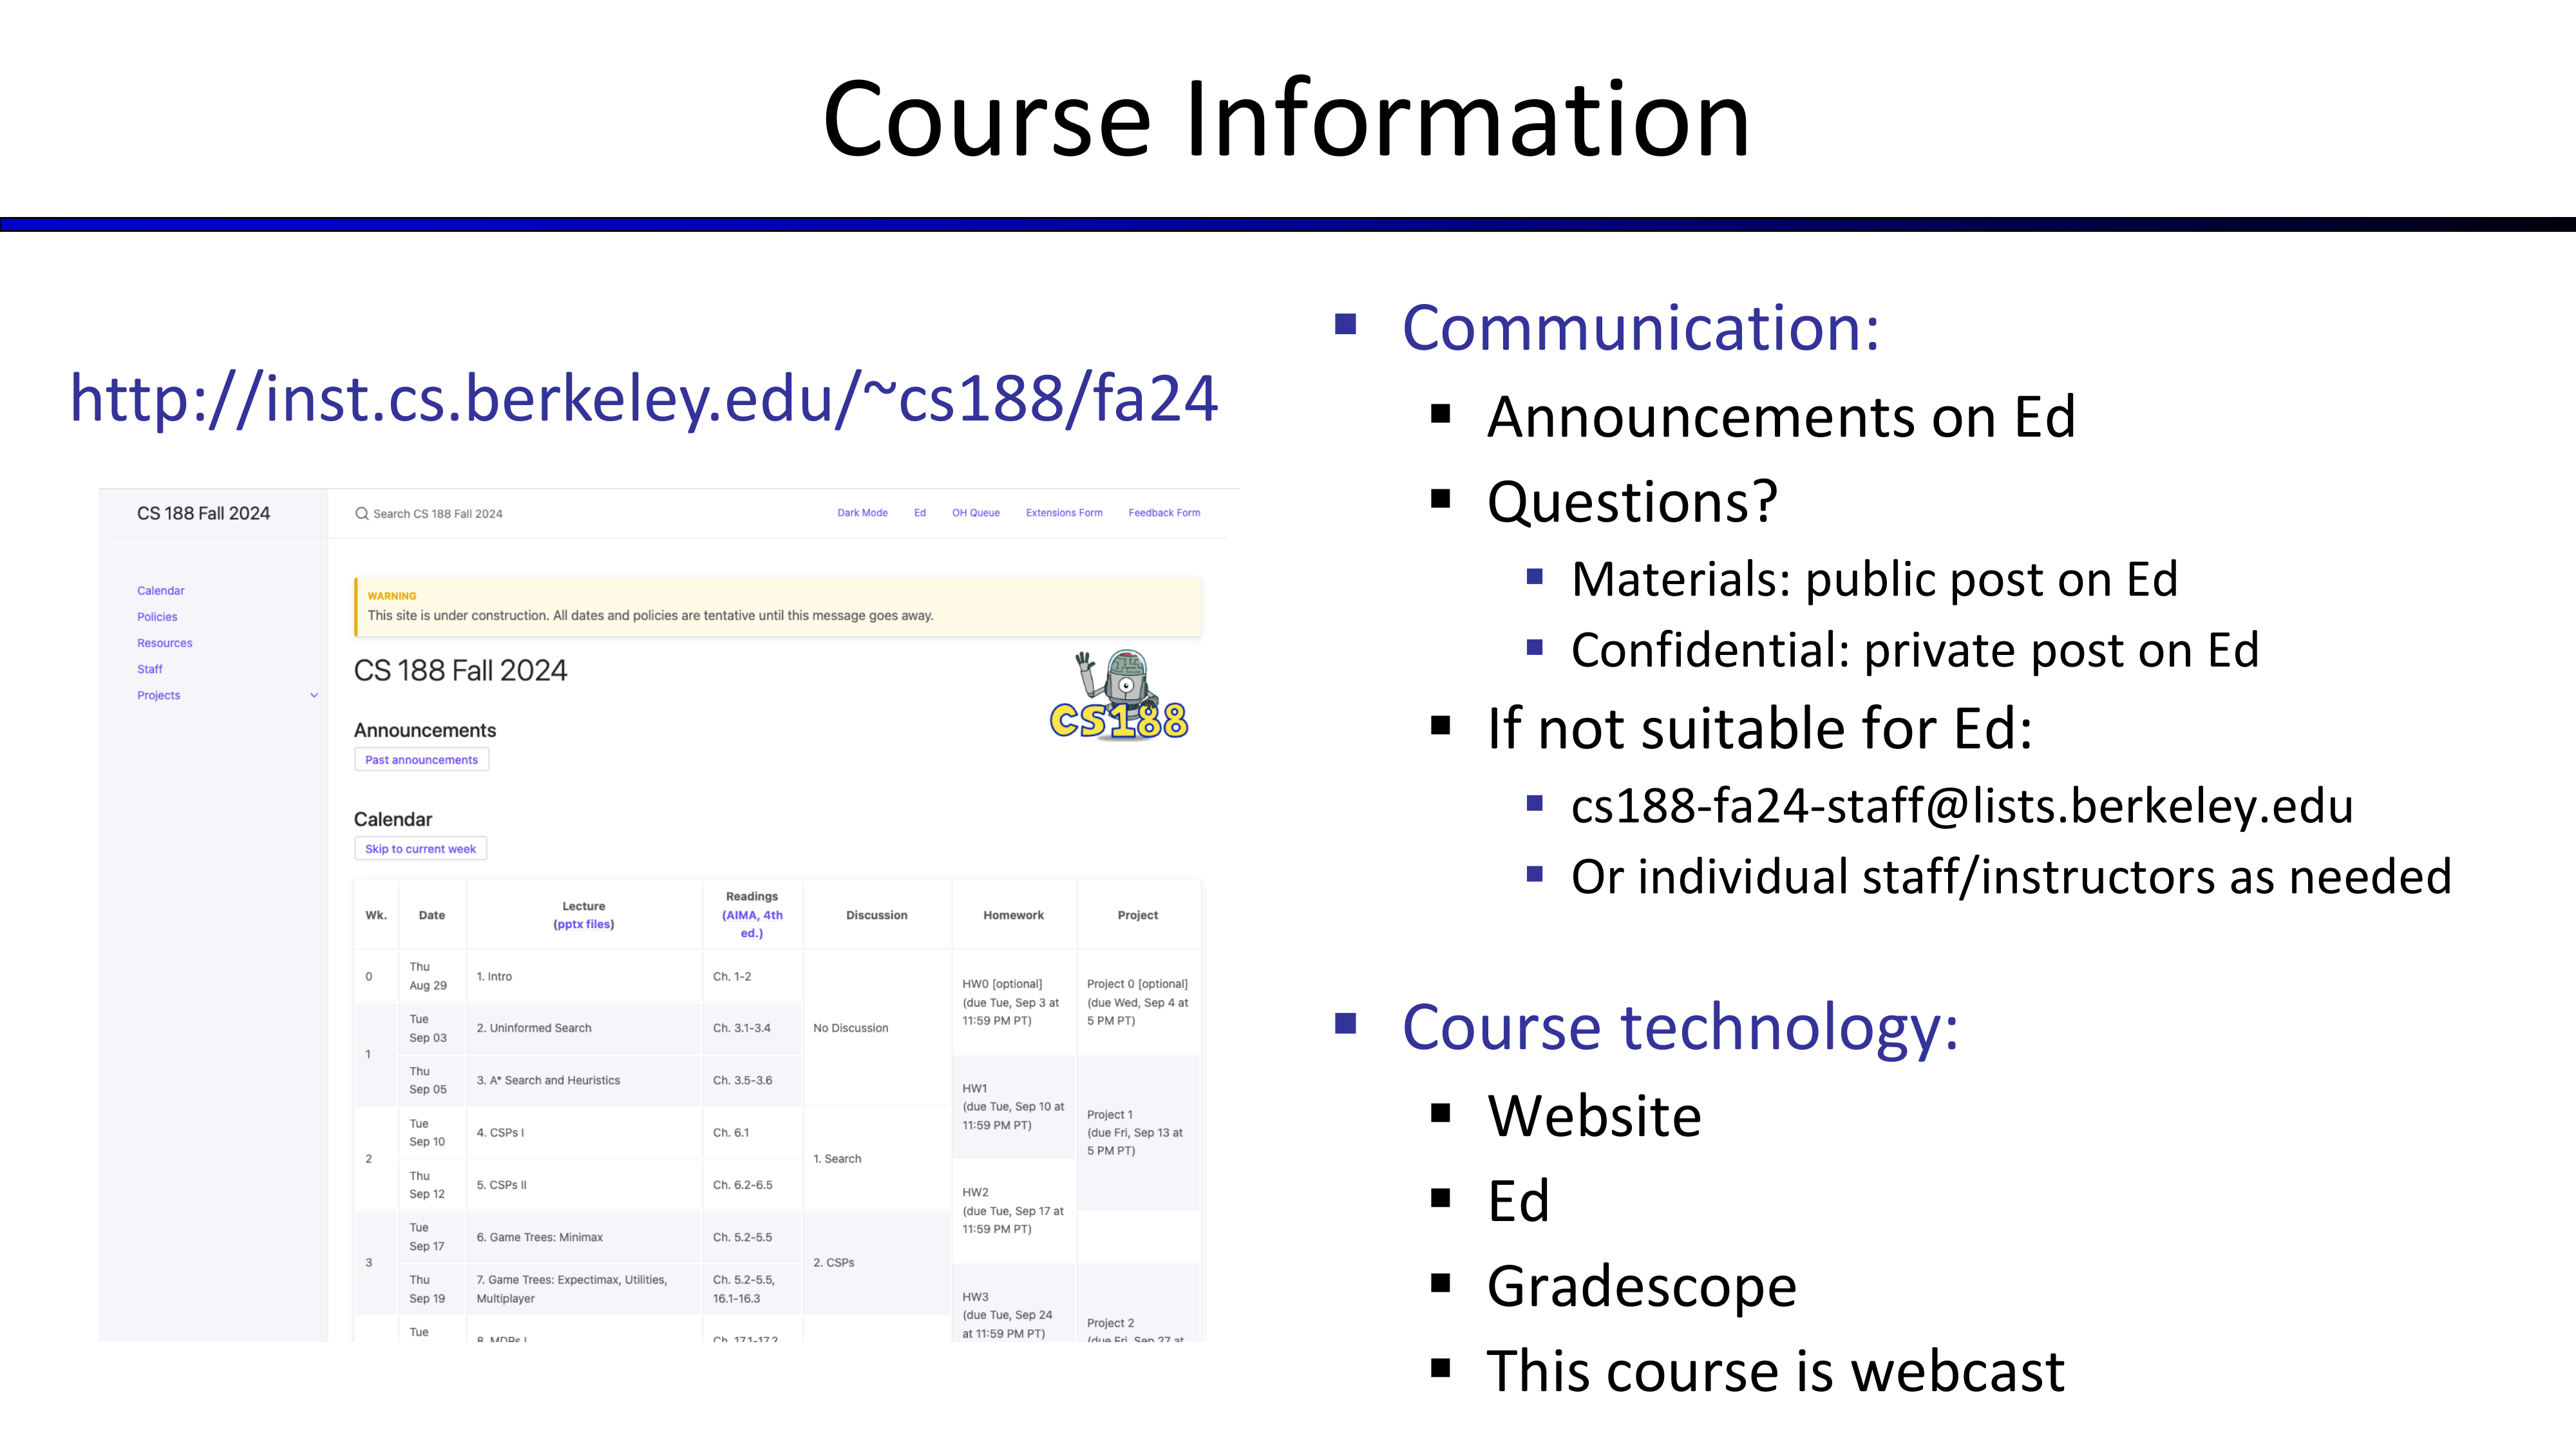 Course Information
http://inst.cs.berkeley.edu/~cs188/fa24
CS 188 Fall 2024
Search CS 188 Fall 2024
Dark Mode
Ed
OH Queue
Extensions Form
Feedback Form
Calendar
Policies
Resources
Staff
Projects
WARNING
This site is under construction. All dates and policies are tentative until this message goes away.
CS 188 Fall 2024
CS188
Announcements
Past announcements
Calendar
Skip to current week
Wk.
Date
Lecture
(pptx files)
Readings
(AIMA, 4th
ed.)
Discussion
Homework
Project
0
Thu
Aug 29
1. Intro
Ch. 1-2
No Discussion
HW0 [optional]
(due Tue, Sep 3 at
11:59 PM PT)
Project 0 [optional]
(due Wed, Sep 4 at
5 PM PT)
1
Tue
Sep 03
2. Uninformed Search
Ch. 3.1-3.4
Thu
Sep 05
3. A* Search and Heuristics
Ch. 3.5-3.6
HW1
(due Tue, Sep 10 at
11:59 PM PT)
Project 1
(due Fri, Sep 13 at
5 PM PT)
2
Tue
Sep 10
4. CSPs I
Ch. 6.1
1. Search
Thu
Sep 12
5. CSPs II
Ch. 6.2-6.5
HW2
(due Tue, Sep 17 at
11:59 PM PT)
3
Tue
Sep 17
6. Game Trees: Minimax
Ch. 5.2-5.5
2. CSPs
Thu
Sep 19
7. Game Trees: Expectimax, Utilities,
Multiplayer
Ch. 5.2-5.5,
16.1-16.3
HW3
(due Tue, Sep 24
at 11:59 PM PT)
Project 2
(due Fri, Sep 27 at
Tue
8. MDPs I
Ch. 17.1-17.2
Communication:
Announcements on Ed
Questions?
Materials: public post on Ed
Confidential: private post on Ed
If not suitable for Ed:
cs188-fa24-staff@lists.berkeley.edu
Or individual staff/instructors as needed
Course technology:
Website
Ed
Gradescope
This course is webcast